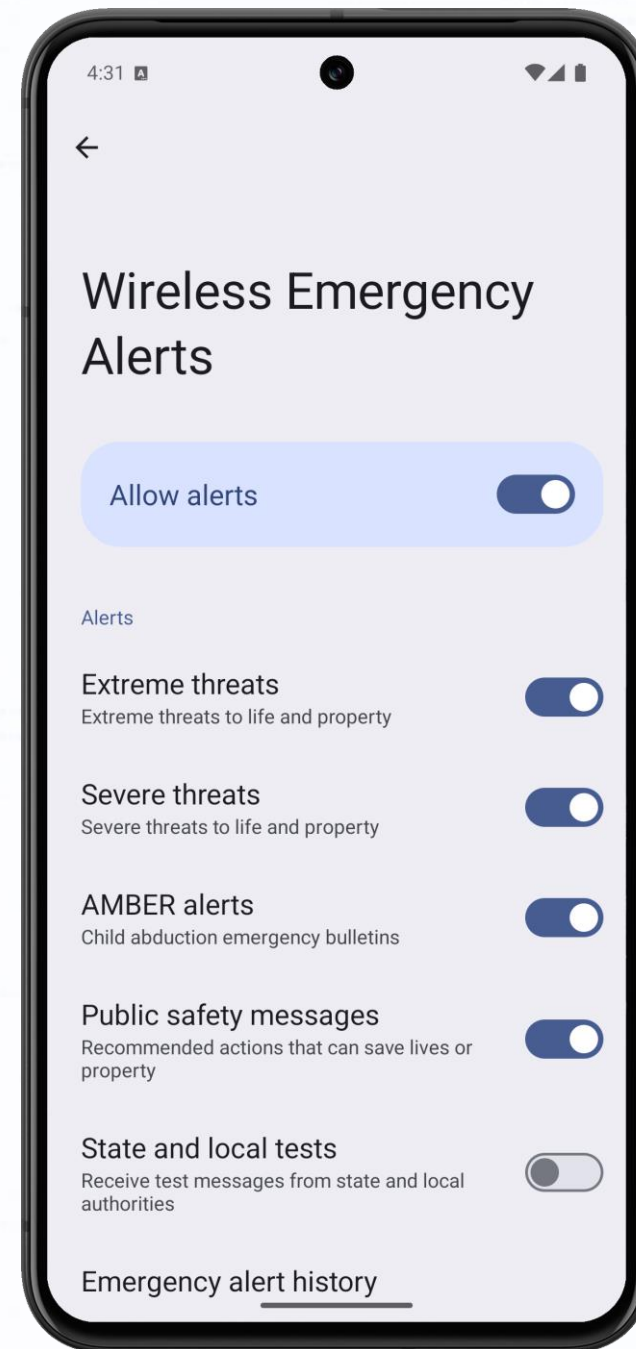 4:31
Wireless Emergency
Alerts
Allow alerts
Alerts
Extreme threats
Extreme threats to life and property
Severe threats
Severe threats to life and property
AMBER alerts
Child abduction emergency bulletins
Public safety messages
Recommended actions that can save lives or
property
State and local tests
Receive test messages from state and local
authorities
Emergency alert history